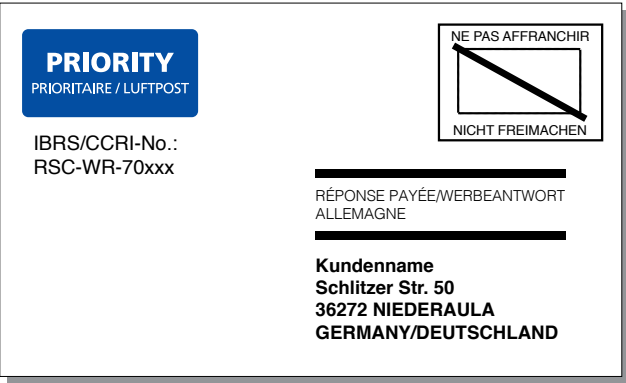 PRIORITY
PRIORITAIRE / LUFTPOST
NE PAS AFFRANCHIR
NICHT FREIMACHEN
IBRS/CCRI-No.:
RSC-WR-70xxx
RÉPONSE PAYÉE/WERBEANTWORT
ALLEMAGNE
Kundenname
Schlitzer Str. 50
36272 NIEDERAULA
GERMANY/DEUTSCHLAND